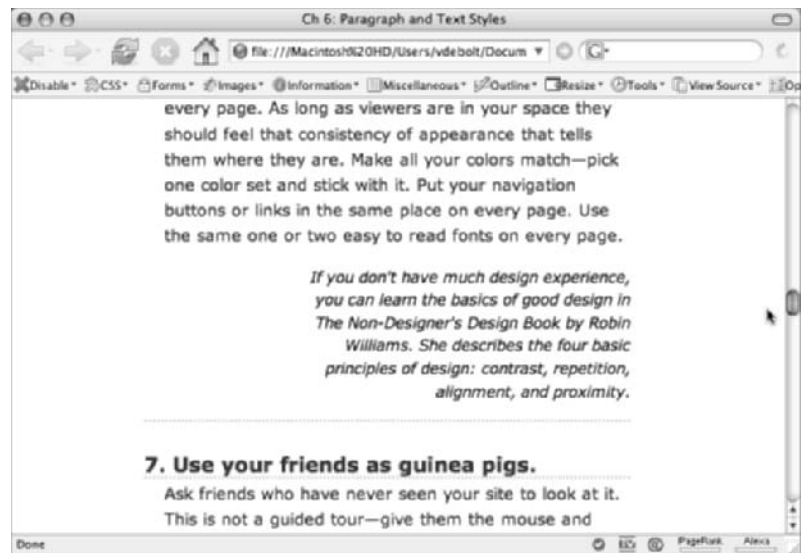 Ch 6: Paragraph and Text Styles
file:///Macintosh%20HD/Users/vdebolt/Docum
G
Disable CSS Forms Images Information Miscellaneous Outline Resize Tools View Source Op
every page. As long as viewers are in your space they
should feel that consistency of appearance that tells
them where they are. Make all your colors match—pick
one color set and stick with it. Put your navigation
buttons or links in the same place on every page. Use
the same one or two easy to read fonts on every page.
If you don't have much design experience,
you can learn the basics of good design in
The Non-Designer's Design Book by Robin
Williams. She describes the four basic
principles of design: contrast, repetition,
alignment, and proximity.
7. Use your friends as guinea pigs.
Ask friends who have never seen your site to look at it.
This is not a guided tour—give them the mouse and
Done PageRank Alexa